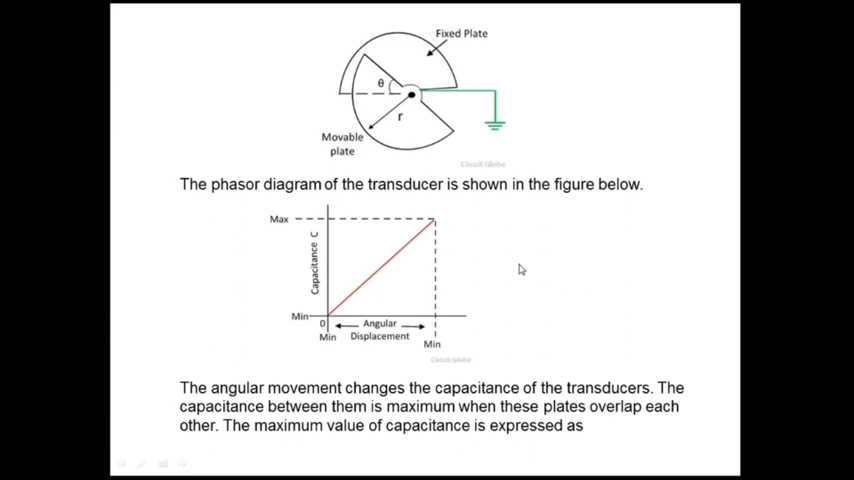 Fixed Plate
θ
r
Movable
plate
Circuit Globe
The phasor diagram of the transducer is shown in the figure below.
Max
Capacitance C
Min
0
Angular
Displacement
Min
Min
Circuit Globe
The angular movement changes the capacitance of the transducers. The
capacitance between them is maximum when these plates overlap each
other. The maximum value of capacitance is expressed as